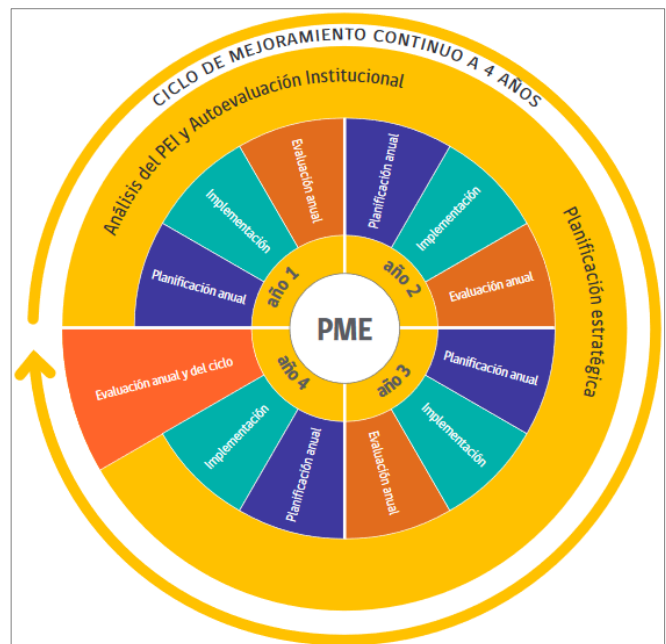 CICLO DE MEJORAMIENTO CONTINUO A 4 AÑOS
Análisis del PEI y Autoevaluación Institucional
Planificación estratégica
PME
año 1
Planificación anual
Implementación
Evaluación anual
año 2
Planificación anual
Implementación
Evaluación anual
año 3
Planificación anual
Implementación
Evaluación anual
año 4
Planificación anual
Implementación
Evaluación anual y del ciclo